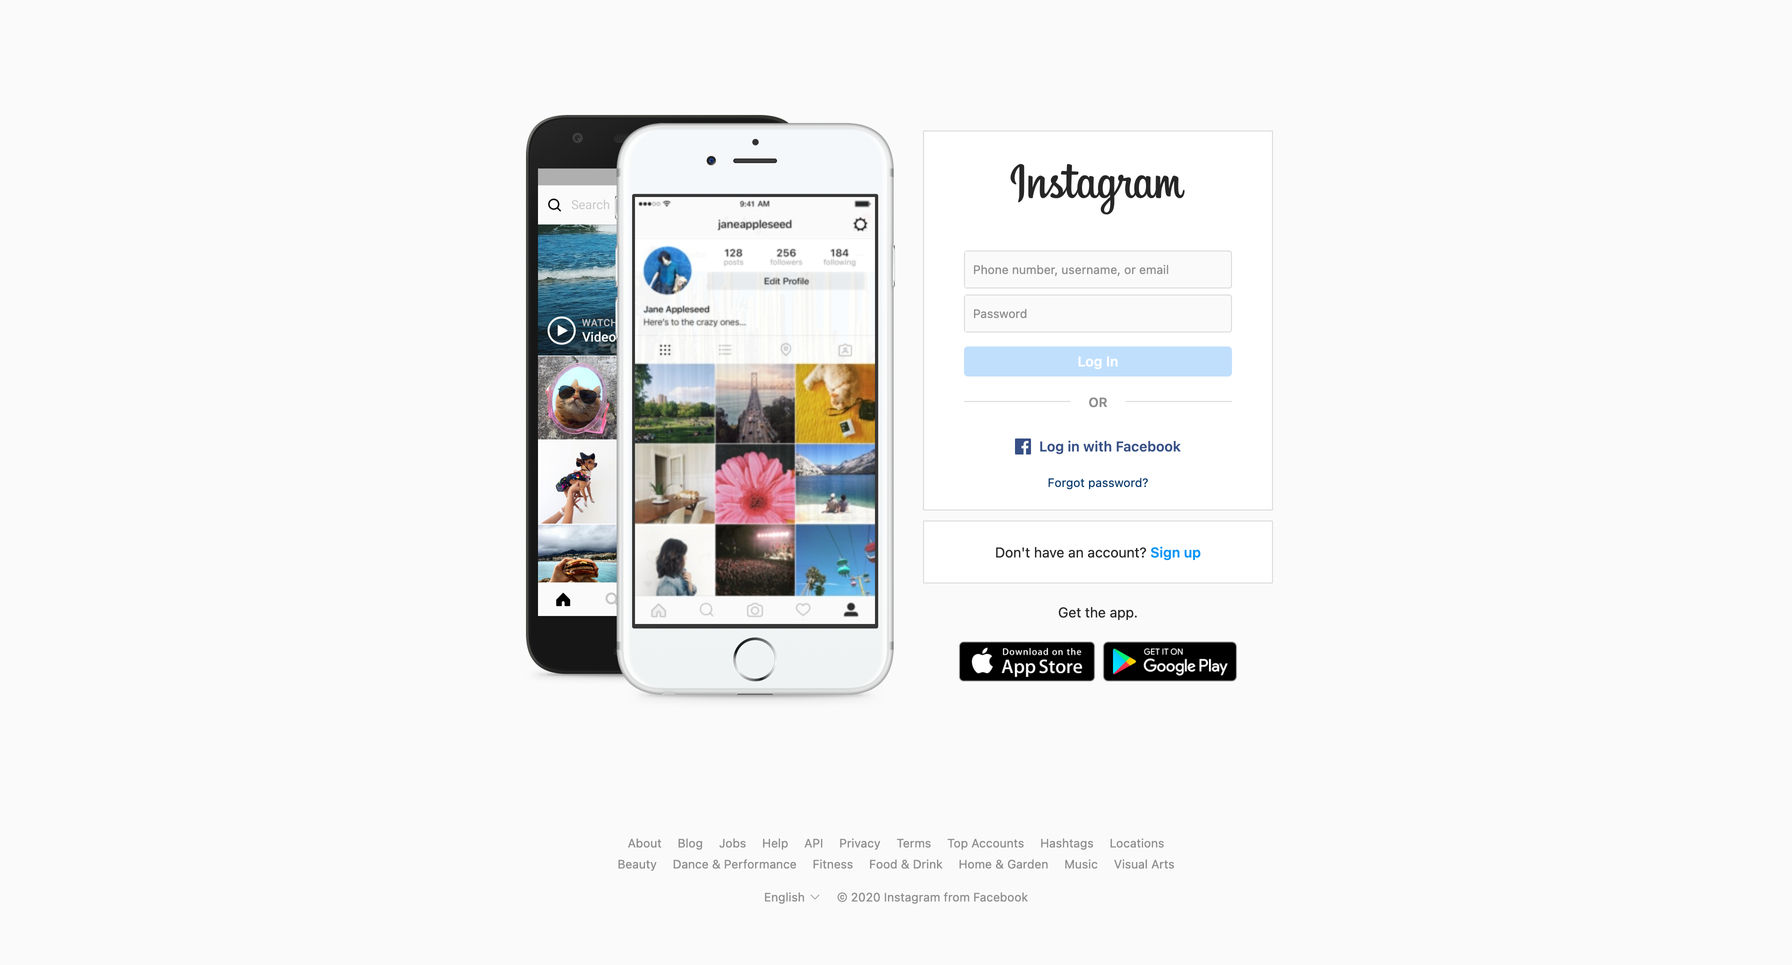 Search
WATCH
Video
9:41 AM
janeappleseed
128 256 184
posts followers following
Edit Profile
Jane Appleseed
Here's to the crazy ones...
Instagram
Phone number, username, or email
Password
Log In
OR
Log in with Facebook
Forgot password?
Don't have an account? Sign up
Get the app.
Download on the
App Store
GET IT ON
Google Play
About Blog Jobs Help API Privacy Terms Top Accounts Hashtags Locations
Beauty Dance & Performance Fitness Food & Drink Home & Garden Music Visual Arts
English © 2020 Instagram from Facebook